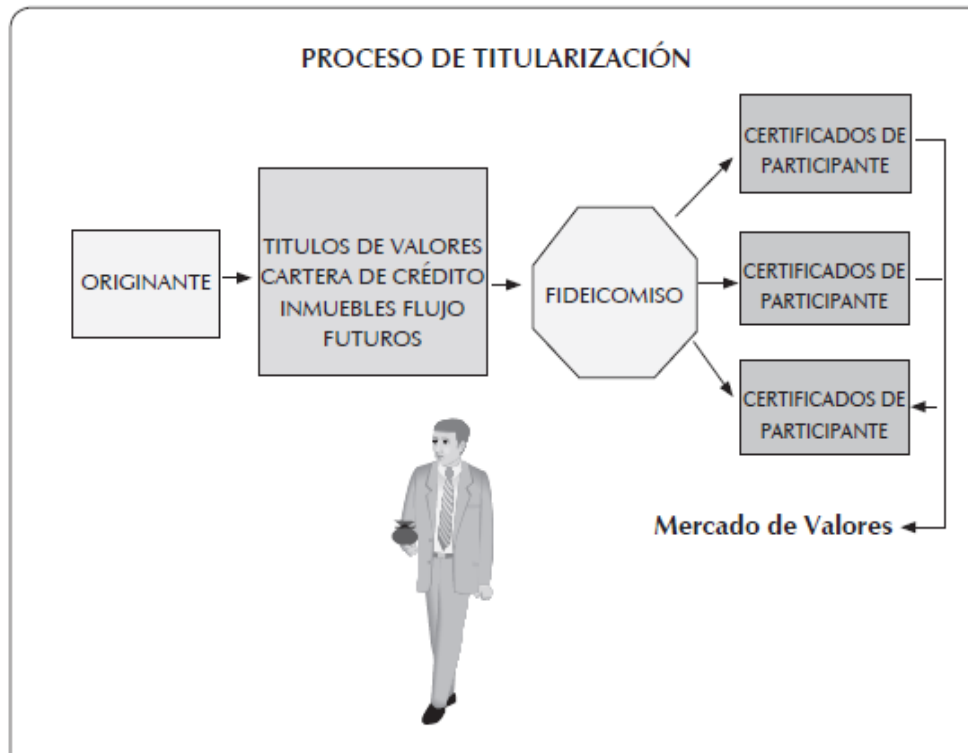 PROCESO DE TITULARIZACIÓN
ORIGINANTE
TITULOS DE VALORES
CARTERA DE CRÉDITO
INMUEBLES FLUJO
FUTUROS
FIDEICOMISO
CERTIFICADOS DE
PARTICIPANTE
CERTIFICADOS DE
PARTICIPANTE
CERTIFICADOS DE
PARTICIPANTE
Mercado de Valores